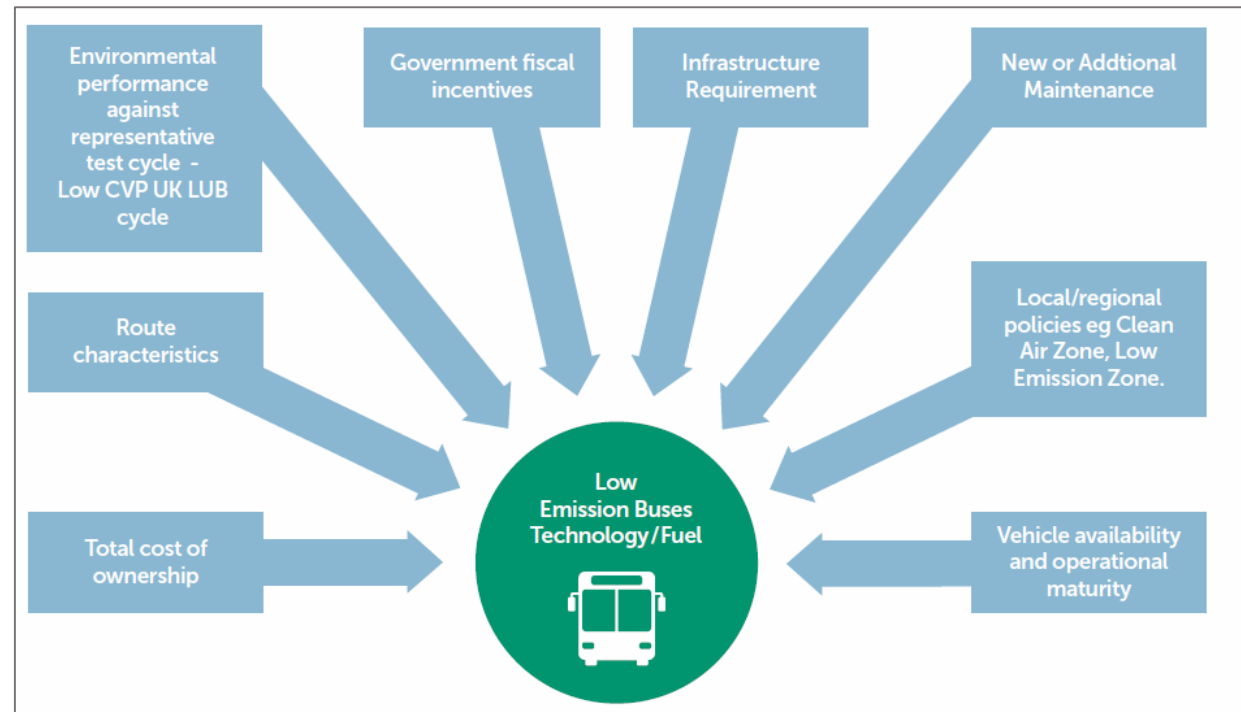 Environmental
performance
against
representative
test cycle -
Low CVP UK LUB
cycle
Government fiscal
incentives
Infrastructure
Requirement
New or Addtional
Maintenance
Route
characteristics
Local/regional
policies eg Clean
Air Zone, Low
Emission Zone.
Total cost of
ownership
Low
Emission Buses
Technology/Fuel
Vehicle availability
and operational
maturity